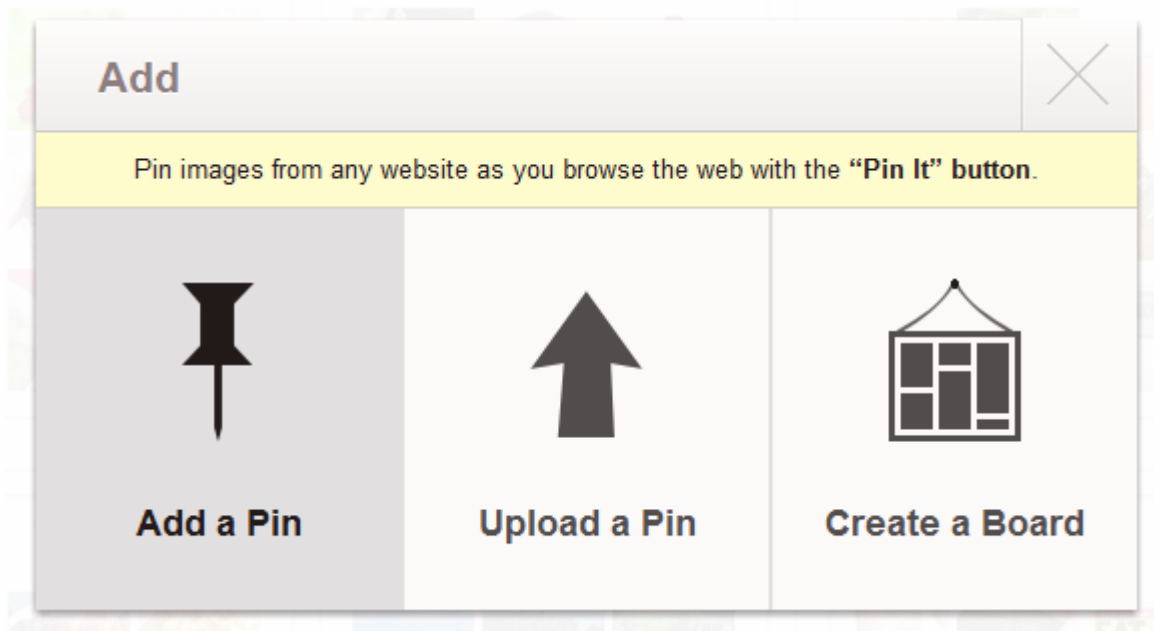 Add
Pin images from any website as you browse the web with the “Pin It” button.
Add a Pin
Upload a Pin
Create a Board